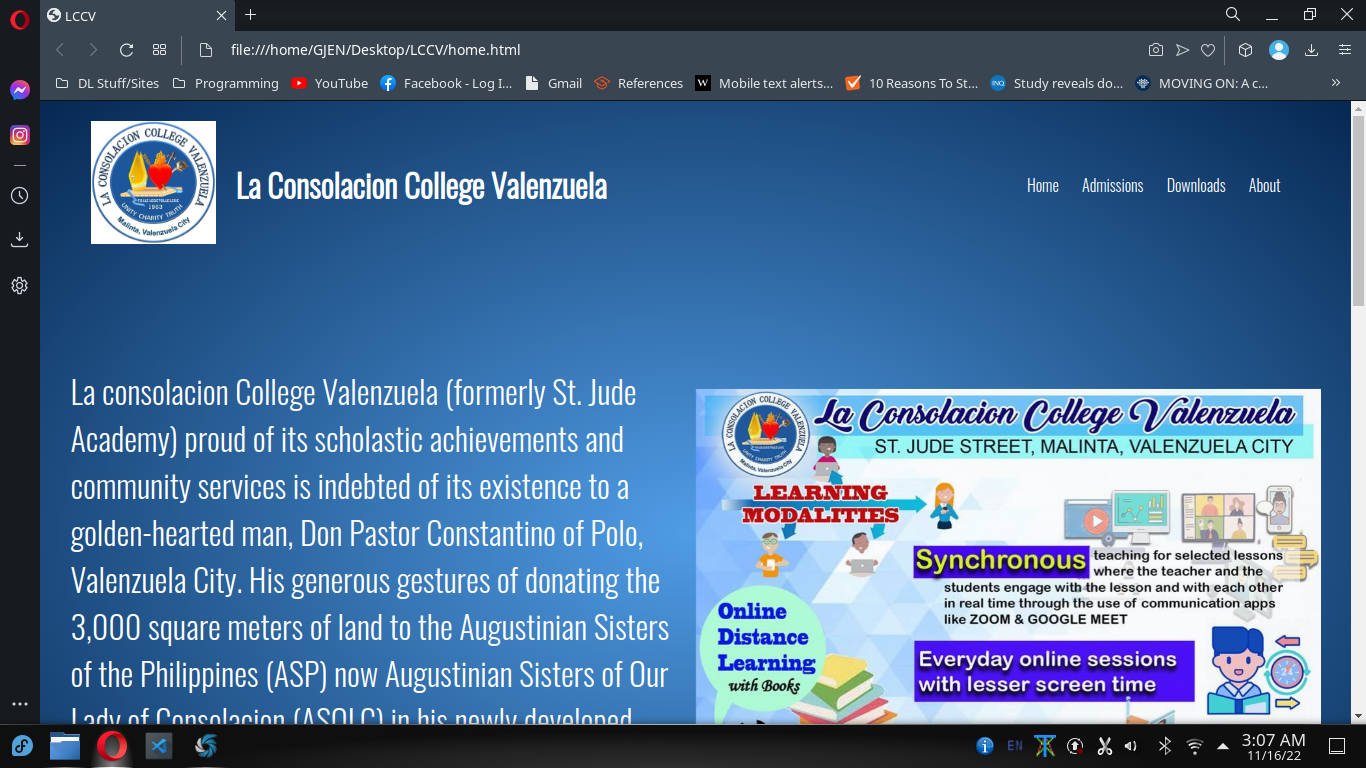 LCCV
file:///home/GJEN/Desktop/LCCV/home.html
DL Stuff/Sites Programming YouTube Facebook - Log I... Gmail References Mobile text alerts... 10 Reasons To St... Study reveals do... MOVING ON: A c...
LA CONSOLACION COLLEGE VALENZUELA
1903
UNITY CHARITY TRUTH
Malinta, Valenzuela City
La Consolacion College Valenzuela
Home Admissions Downloads About
La consolacion College Valenzuela (formerly St. Jude
Academy) proud of its scholastic achievements and
community services is indebted of its existence to a
golden-hearted man, Don Pastor Constantino of Polo,
Valenzuela City. His generous gestures of donating the
3,000 square meters of land to the Augustinian Sisters
of the Philippines (ASP) now Augustinian Sisters of Our
Lady of Consolacion (ASOLC) in his newly developed
LA CONSOLACION COLLEGE VALENZUELA
Malinta, Valenzuela City
La Consolacion College Valenzuela
ST. JUDE STREET, MALINTA, VALENZUELA CITY
LEARNING
MODALITIES
Synchronous teaching for selected lessons
where the teacher and the
students engage with the lesson and with each other
in real time through the use of communication apps
like ZOOM & GOOGLE MEET
Online
Distance
Learning
with Books
Everyday online sessions
with lesser screen time
24
EN
3:07 AM
11/16/22